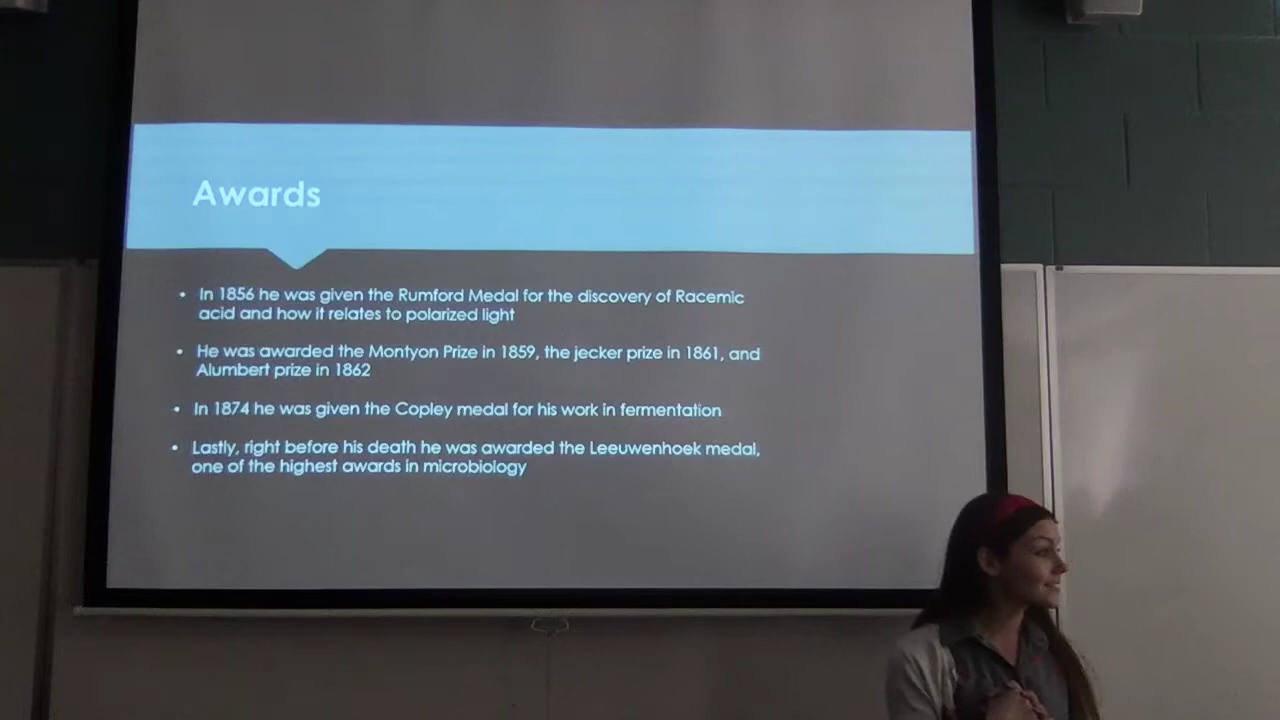 Awards
• In 1856 he was given the Rumford Medal for the discovery of Racemic
acid and how it relates to polarized light
• He was awarded the Montyon Prize in 1859, the jecker prize in 1861, and
Alumbert prize in 1862
• In 1874 he was given the Copley medal for his work in fermentation
• Lastly, right before his death he was awarded the Leeuwenhoek medal,
one of the highest awards in microbiology